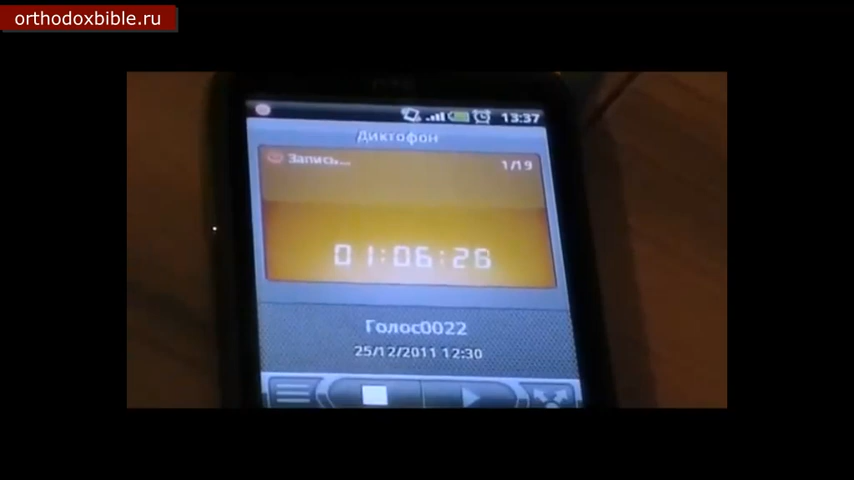 orthodoxbible.ru
13:37
Диктофон
Запись...
1/19
01:06:26
Голос0022
25/12/2011 12:30